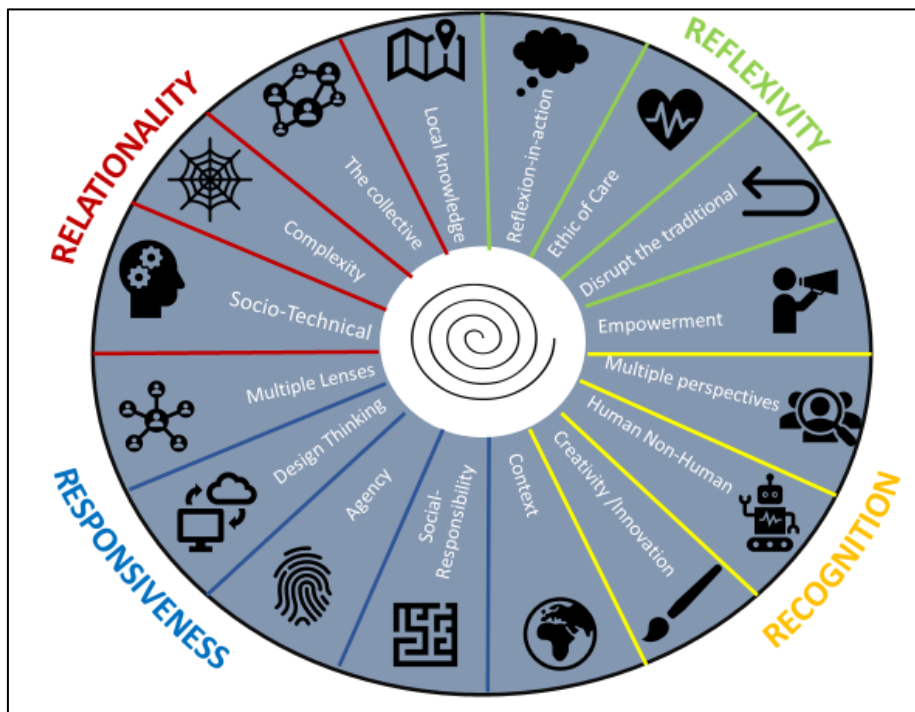 RELATIONALITY
REFLEXIVITY
RECOGNITION
RESPONSIVENESS
Local knowledge
Reflexion-in-action
Ethic of Care
Disrupt the traditional
Empowerment
Multiple perspectives
Human Non-Human
Creativity /Innovation
Context
Social-
Responsibility
Agency
Design Thinking
Multiple Lenses
Socio-Technical
Complexity
The collective